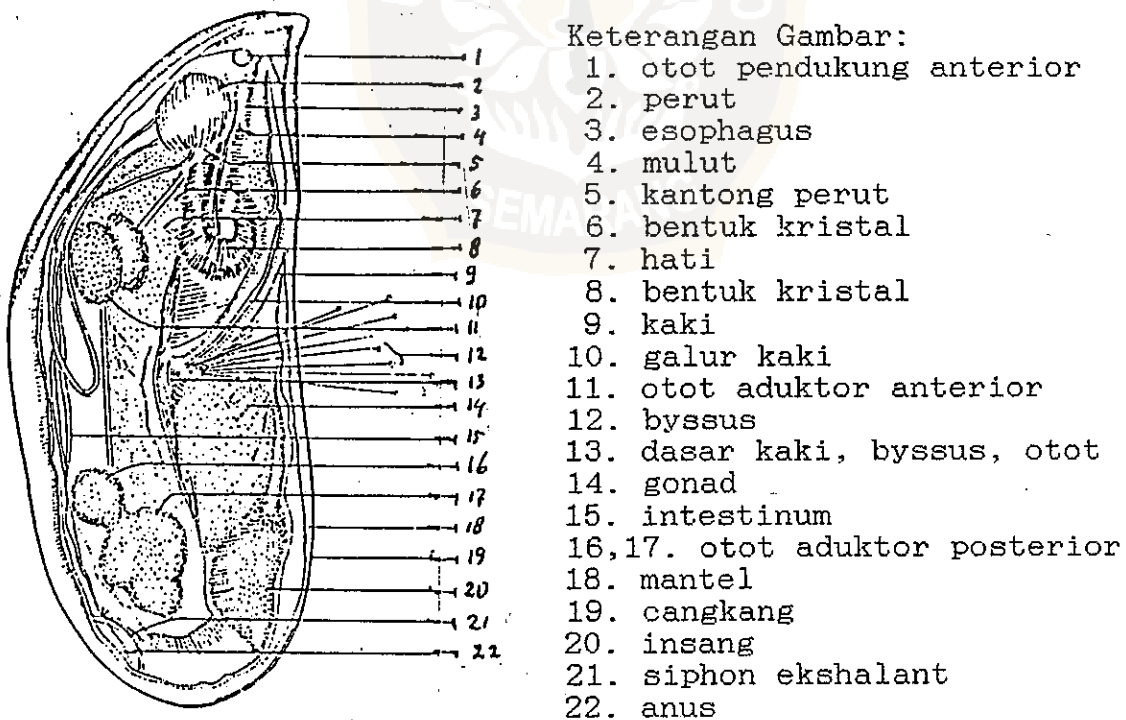 1
2
3
4
5
6
7
8
9
10
11
12
13
14
15
16
17
18
19
20
21
22
SEMARANG
Keterangan Gambar:
1. otot pendukung anterior
2. perut
3. esophagus
4. mulut
5. kantong perut
6. bentuk kristal
7. hati
8. bentuk kristal
9. kaki
10. galur kaki
11. otot aduktor anterior
12. byssus
13. dasar kaki, byssus, otot
14. gonad
15. intestinum
16,17. otot aduktor posterior
18. mantel
19. cangkang
20. insang
21. siphon ekshalant
22. anus